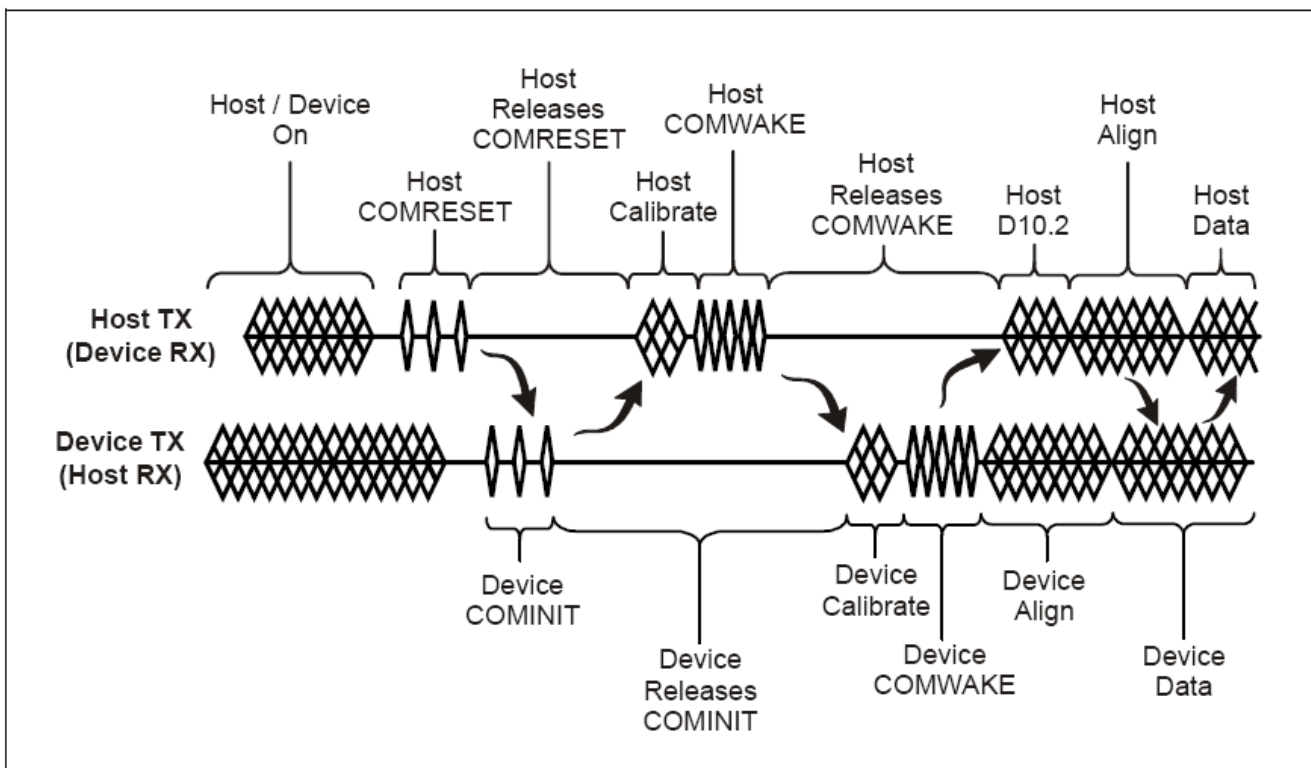 Host / Device
On
Host
COMRESET
Host
Releases
COMRESET
Host
Calibrate
Host
COMWAKE
Host
Releases
COMWAKE
Host
D10.2
Host
Align
Host
Data
Host TX
(Device RX)
Device TX
(Host RX)
Device
COMINIT
Device
Releases
COMINIT
Device
Calibrate
Device
COMWAKE
Device
Align
Device
Data